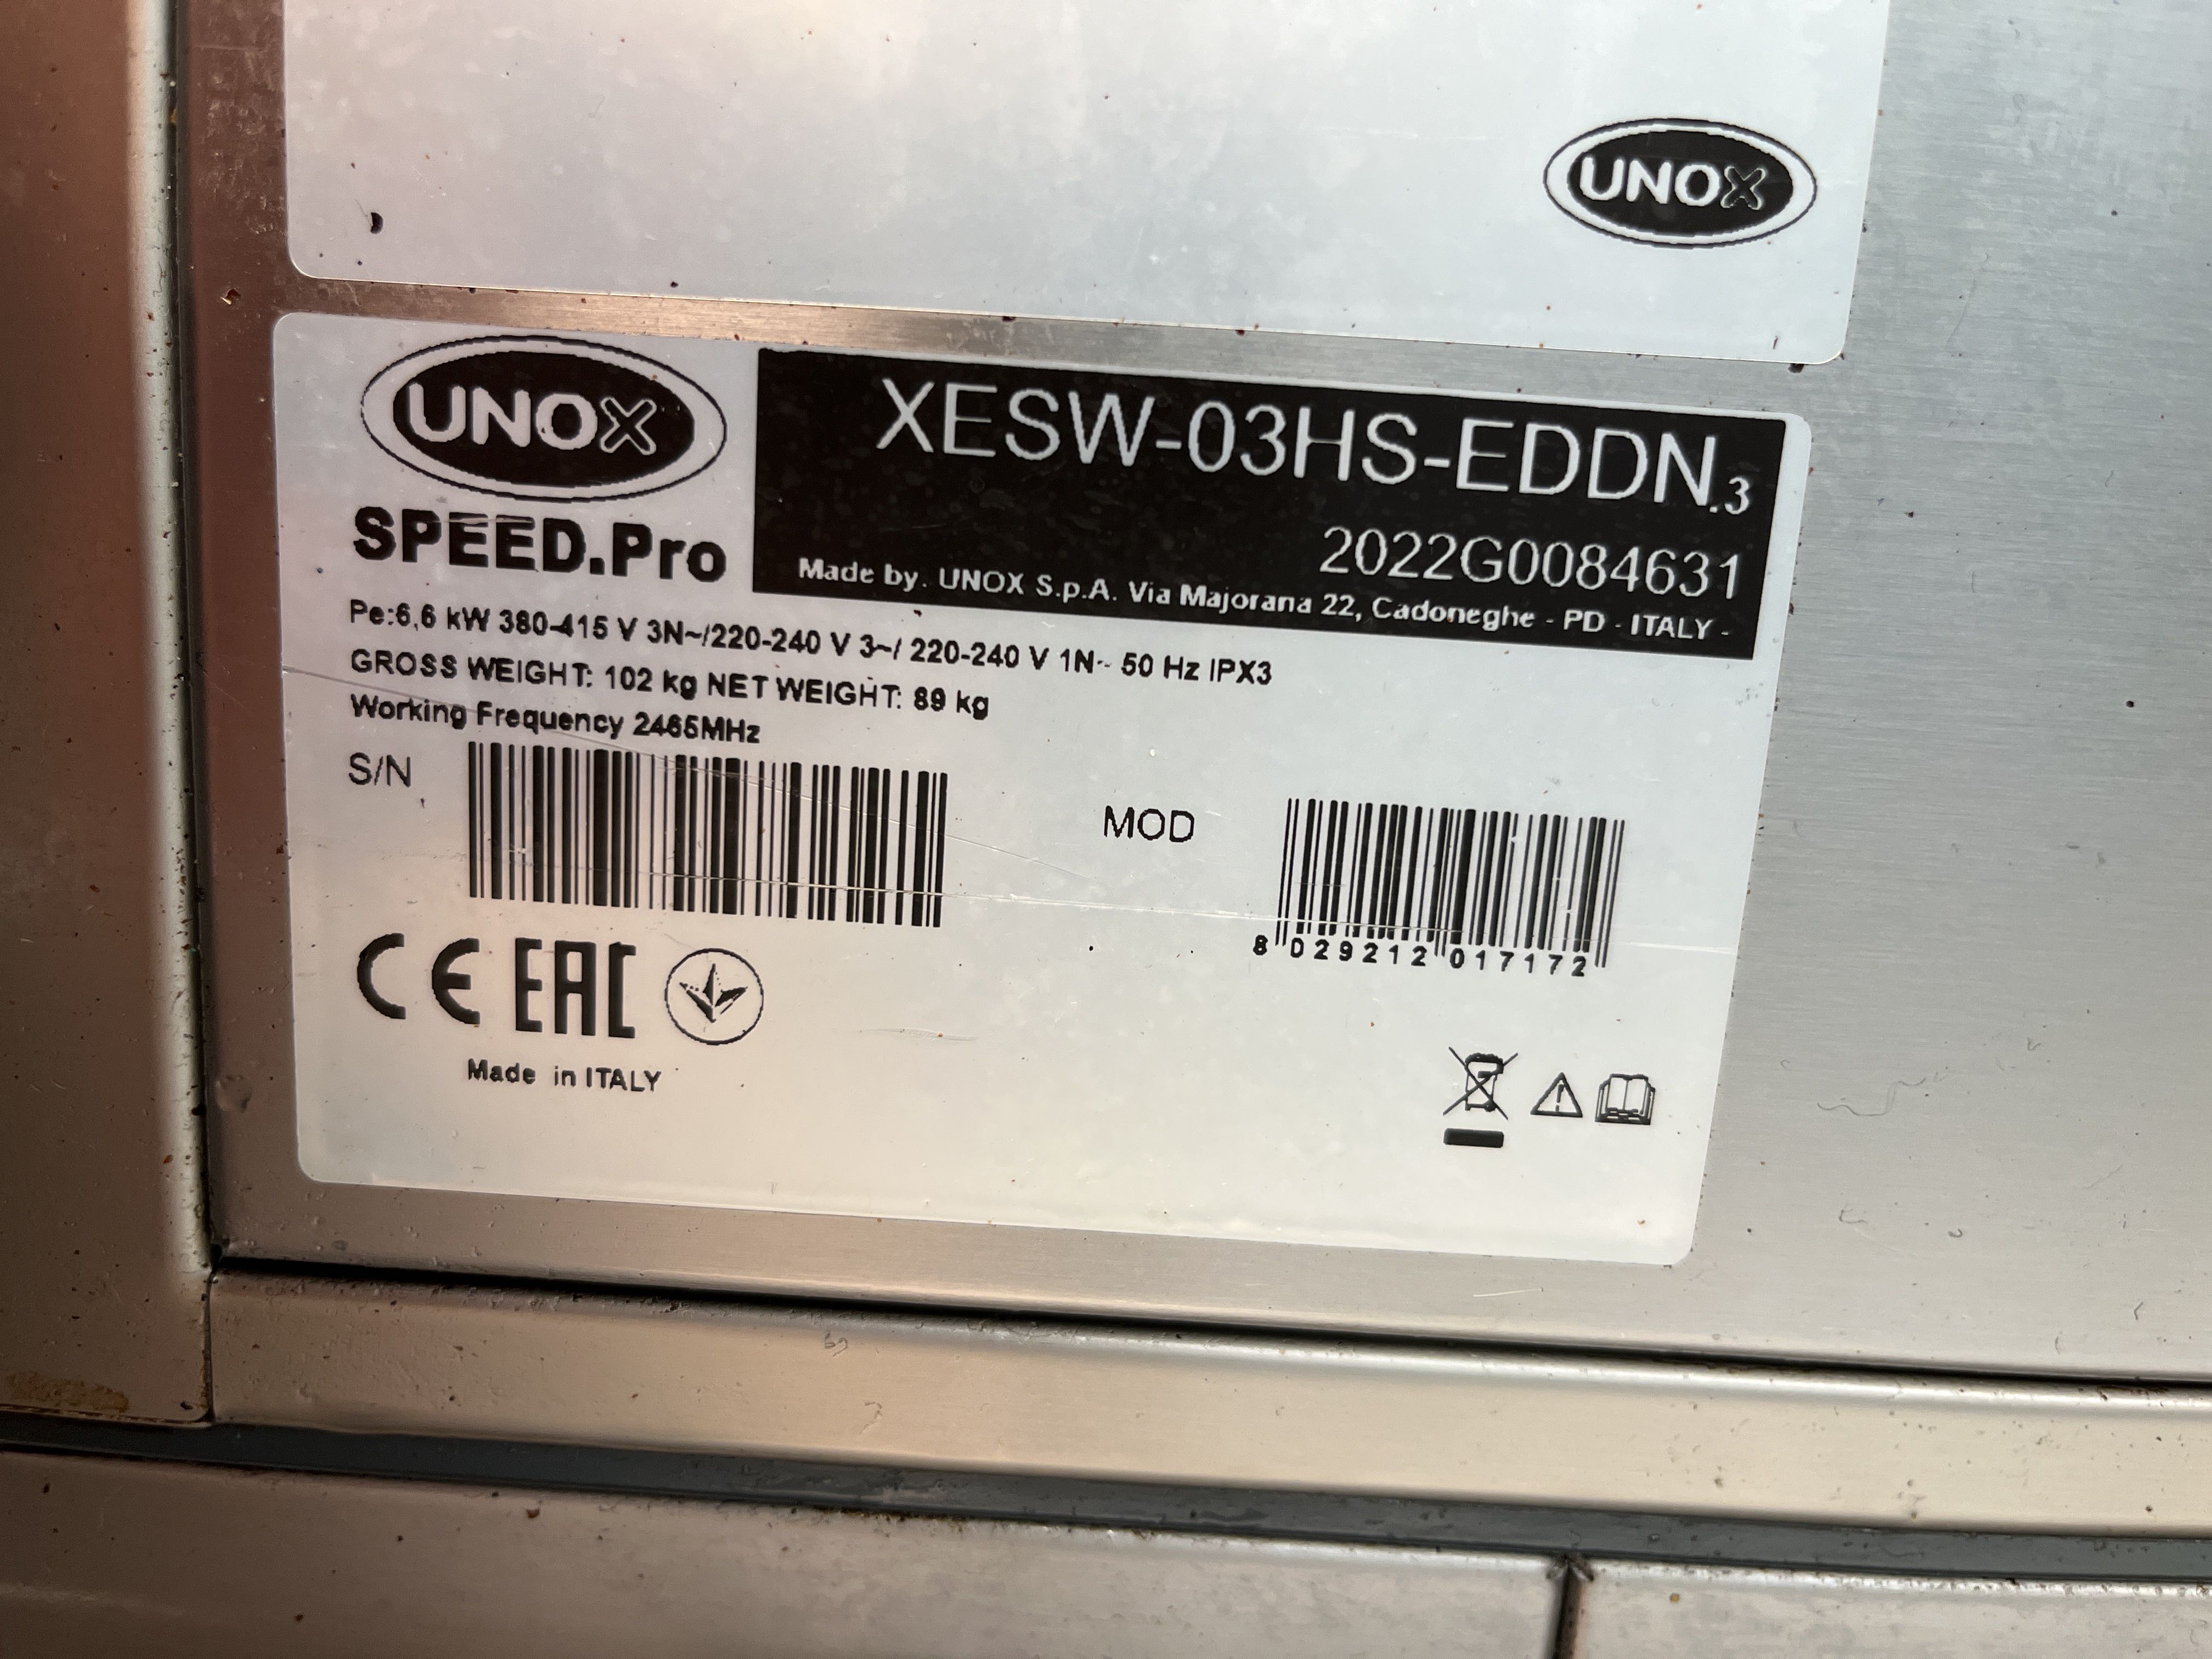 UNOX
UNOX
SPEED.Pro
XESW-03HS-EDDN.3
2022G0084631
Made by. UNOX S.p.A. Via Majorana 22, Cadoneghe - PD - ITALY -
Pe:6,6 kW 380-415 V 3N~/220-240 V 3~/ 220-240 V 1N~ 50 Hz IPX3
GROSS WEIGHT: 102 kg NET WEIGHT: 89 kg
Working Frequency 2465MHz
S/N
MOD
8 029212 017172
CE EAC
Made in ITALY